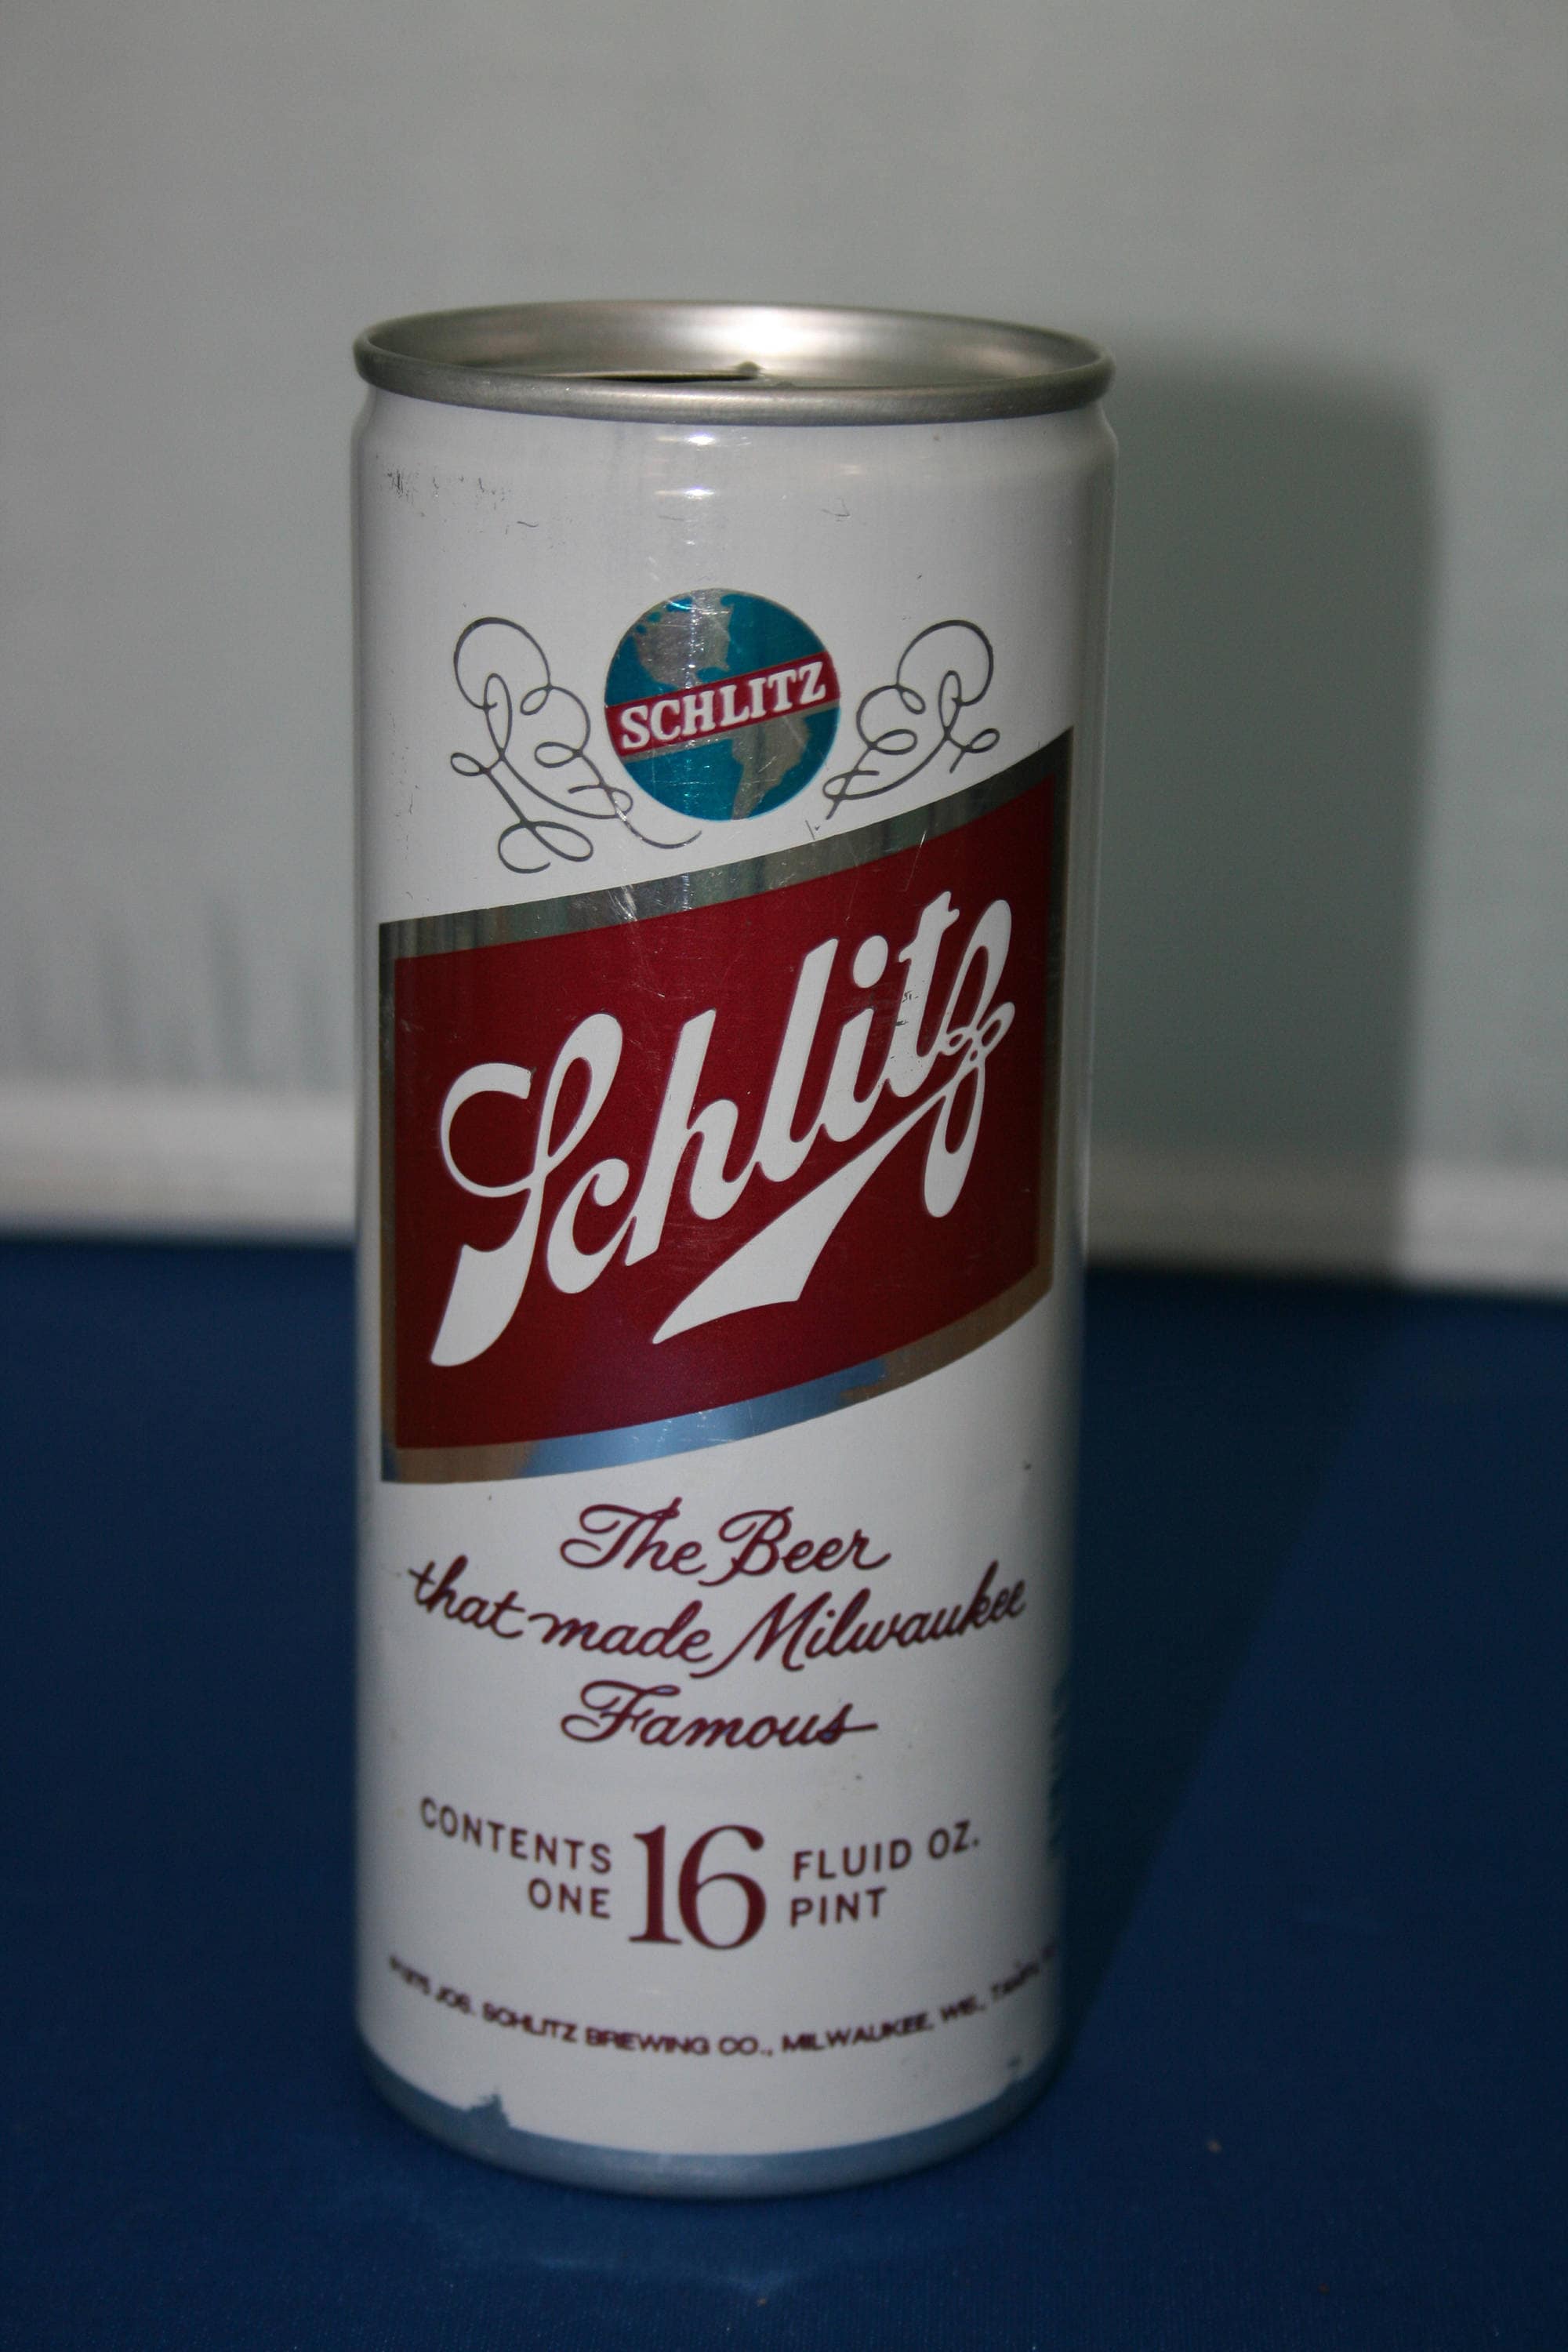 SCHLITZ
Schlitz
The Beer
that made Milwaukee
Famous
CONTENTS 16 FLUID OZ.
ONE PINT
JOS. SCHLITZ BREWING CO., MILWAUKEE, WIS.,